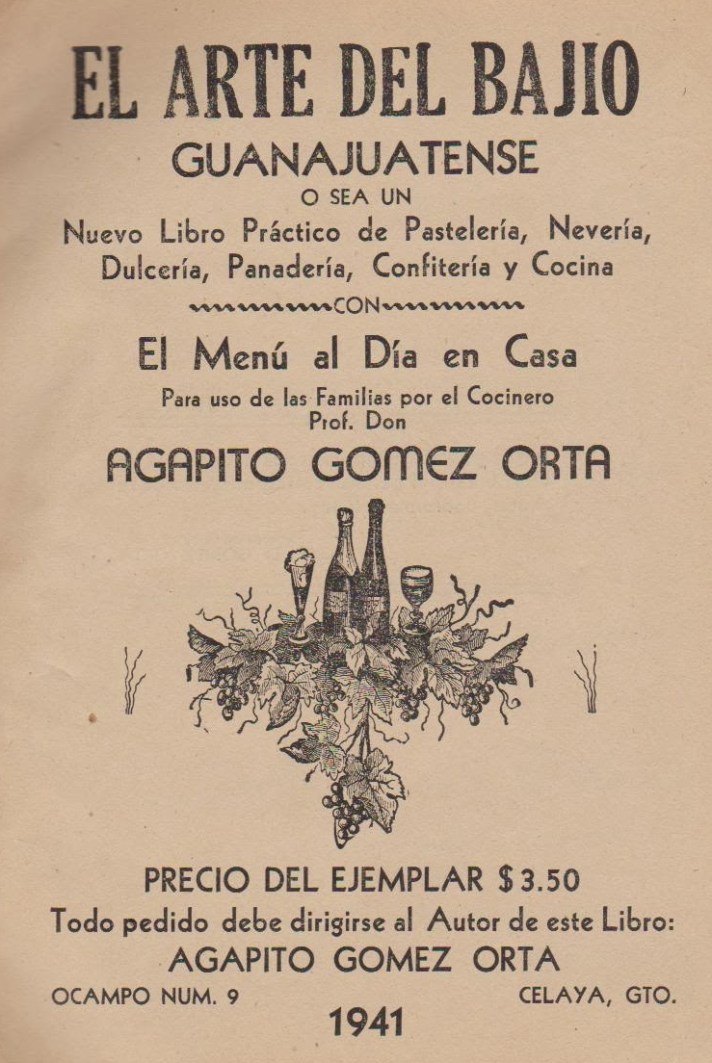 EL ARTE DEL BAJIO
GUANAJUATENSE
O SEA UN
Nuevo Libro Práctico de Pastelería, Nevería,
Dulcería, Panadería, Confitería y Cocina
CON
El Menú al Día en Casa
Para uso de las Familias por el Cocinero
Prof. Don
AGAPITO GOMEZ ORTA
PRECIO DEL EJEMPLAR $3.50
Todo pedido debe dirigirse al Autor de este Libro:
AGAPITO GOMEZ ORTA
OCAMPO NUM. 9 CELAYA, GTO.
1941